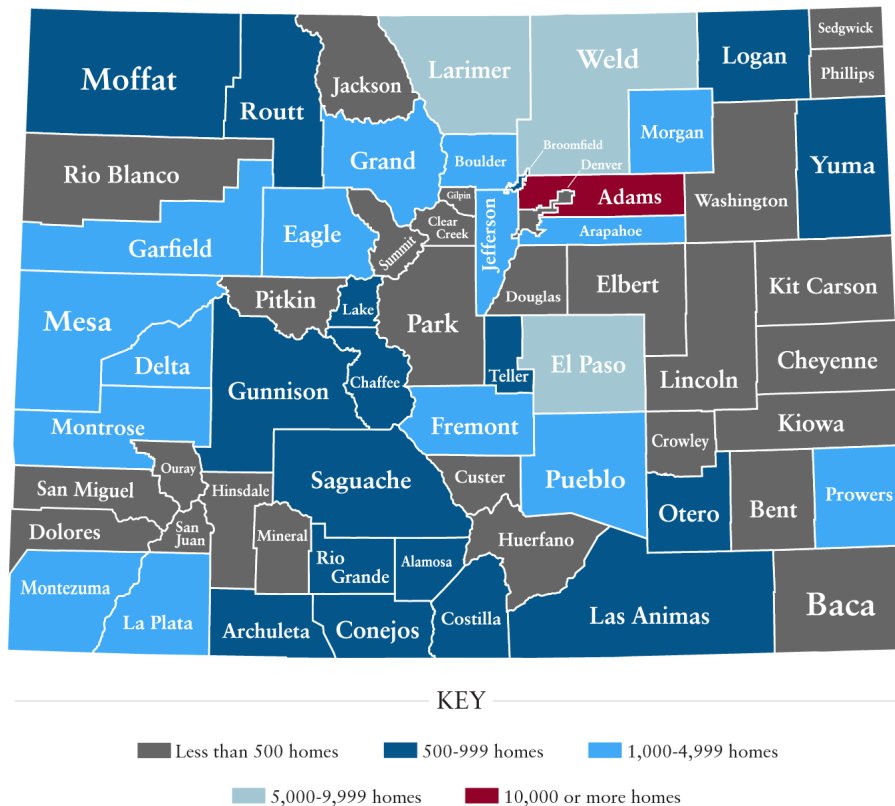 Sedgwick
Moffat
Routt
Jackson
Larimer
Weld
Logan
Phillips
Rio Blanco
Grand
Boulder
Broomfield
Denver
Morgan
Yuma
Garfield
Eagle
Summit
Gilpin
Clear
Creek
Jefferson
Adams
Arapahoe
Washington
Mesa
Pitkin
Lake
Park
Douglas
Elbert
Kit Carson
Delta
Gunnison
Chaffee
Teller
El Paso
Lincoln
Cheyenne
Montrose
Fremont
Crowley
Kiowa
Ouray
San Miguel
Hinsdale
Saguache
Custer
Pueblo
Otero
Bent
Prowers
Dolores
San
Juan
Mineral
Rio
Grande
Alamosa
Huerfano
Montezuma
La Plata
Archuleta
Conejos
Costilla
Las Animas
Baca
KEY
Less than 500 homes
500-999 homes
1,000-4,999 homes
5,000-9,999 homes
10,000 or more homes